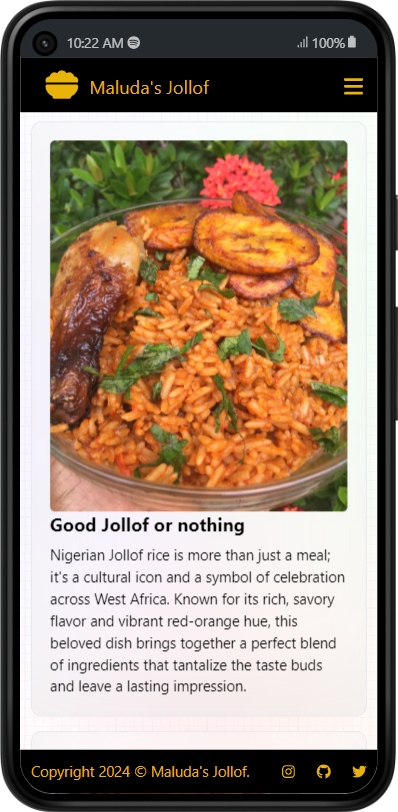 10:22 AM
100%
Maluda's Jollof
Good Jollof or nothing
Nigerian Jollof rice is more than just a meal;
it's a cultural icon and a symbol of celebration
across West Africa. Known for its rich, savory
flavor and vibrant red-orange hue, this
beloved dish brings together a perfect blend
of ingredients that tantalize the taste buds
and leave a lasting impression.
Copyright 2024 © Maluda's Jollof.